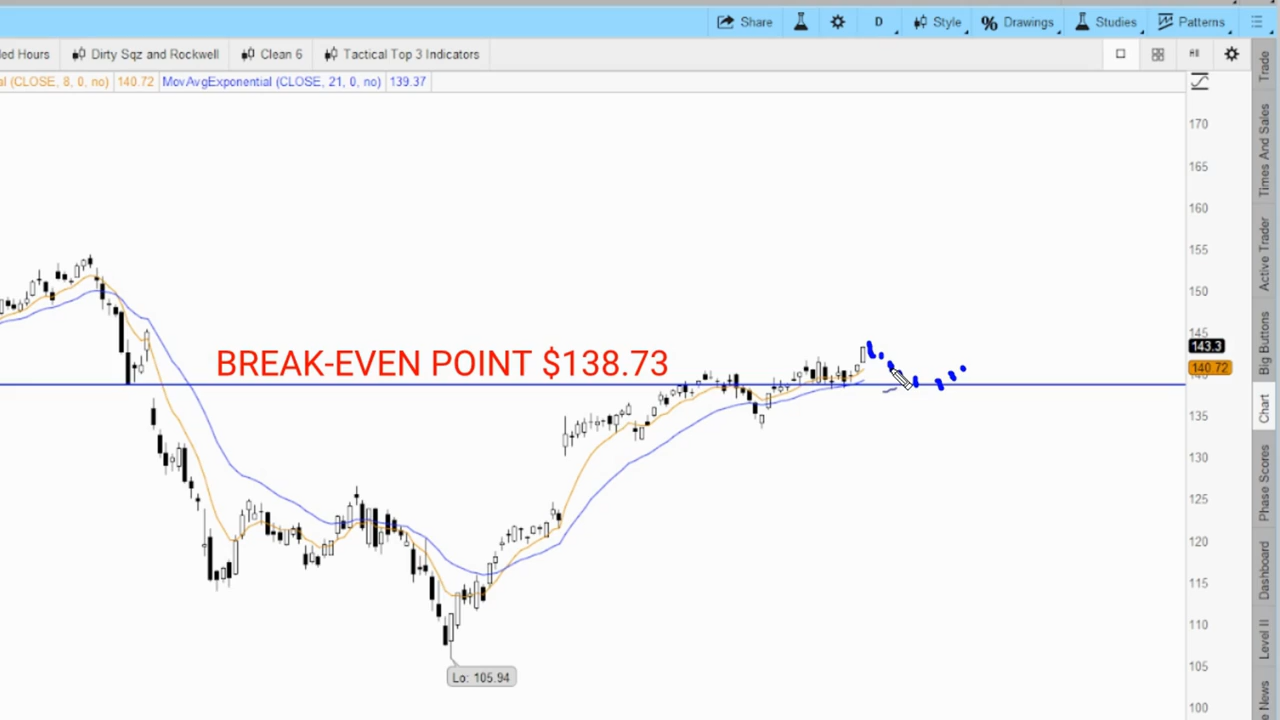 Share D Style % Drawings Studies Patterns
ed Hours Dirty Sqz and Rockwell Clean 6 Tactical Top 3 Indicators
al (CLOSE, 8, 0, no) 140.72 MovAvgExponential (CLOSE, 21, 0, no) 139.37
170
165
160
155
150
145
143.3
140.72
135
130
125
120
115
110
105
100
BREAK-EVEN POINT $138.73
Lo: 105.94
Trade
Times And Sales
Active Trader
Big Buttons
Chart
Phase Scores
Dashboard
Level II
e News